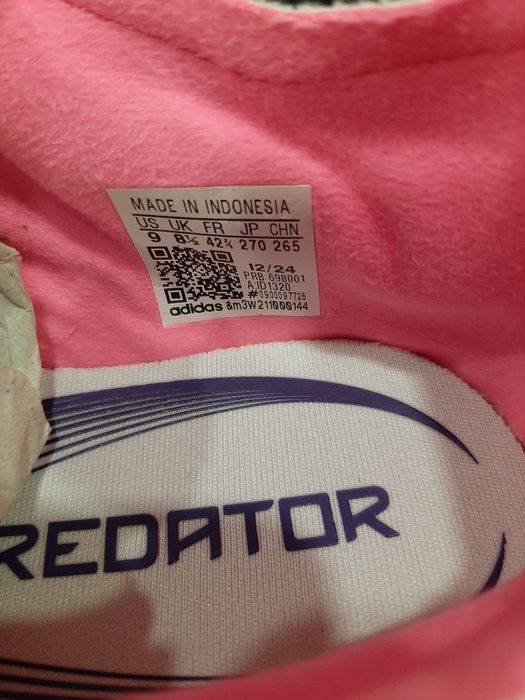 MADE IN INDONESIA
US UK FR JP CHN
9 8½ 42⅔ 270 265
12/24
PRB 698001
A:ID1320
#0900097726
adidas &m3W211000144
REDATOR